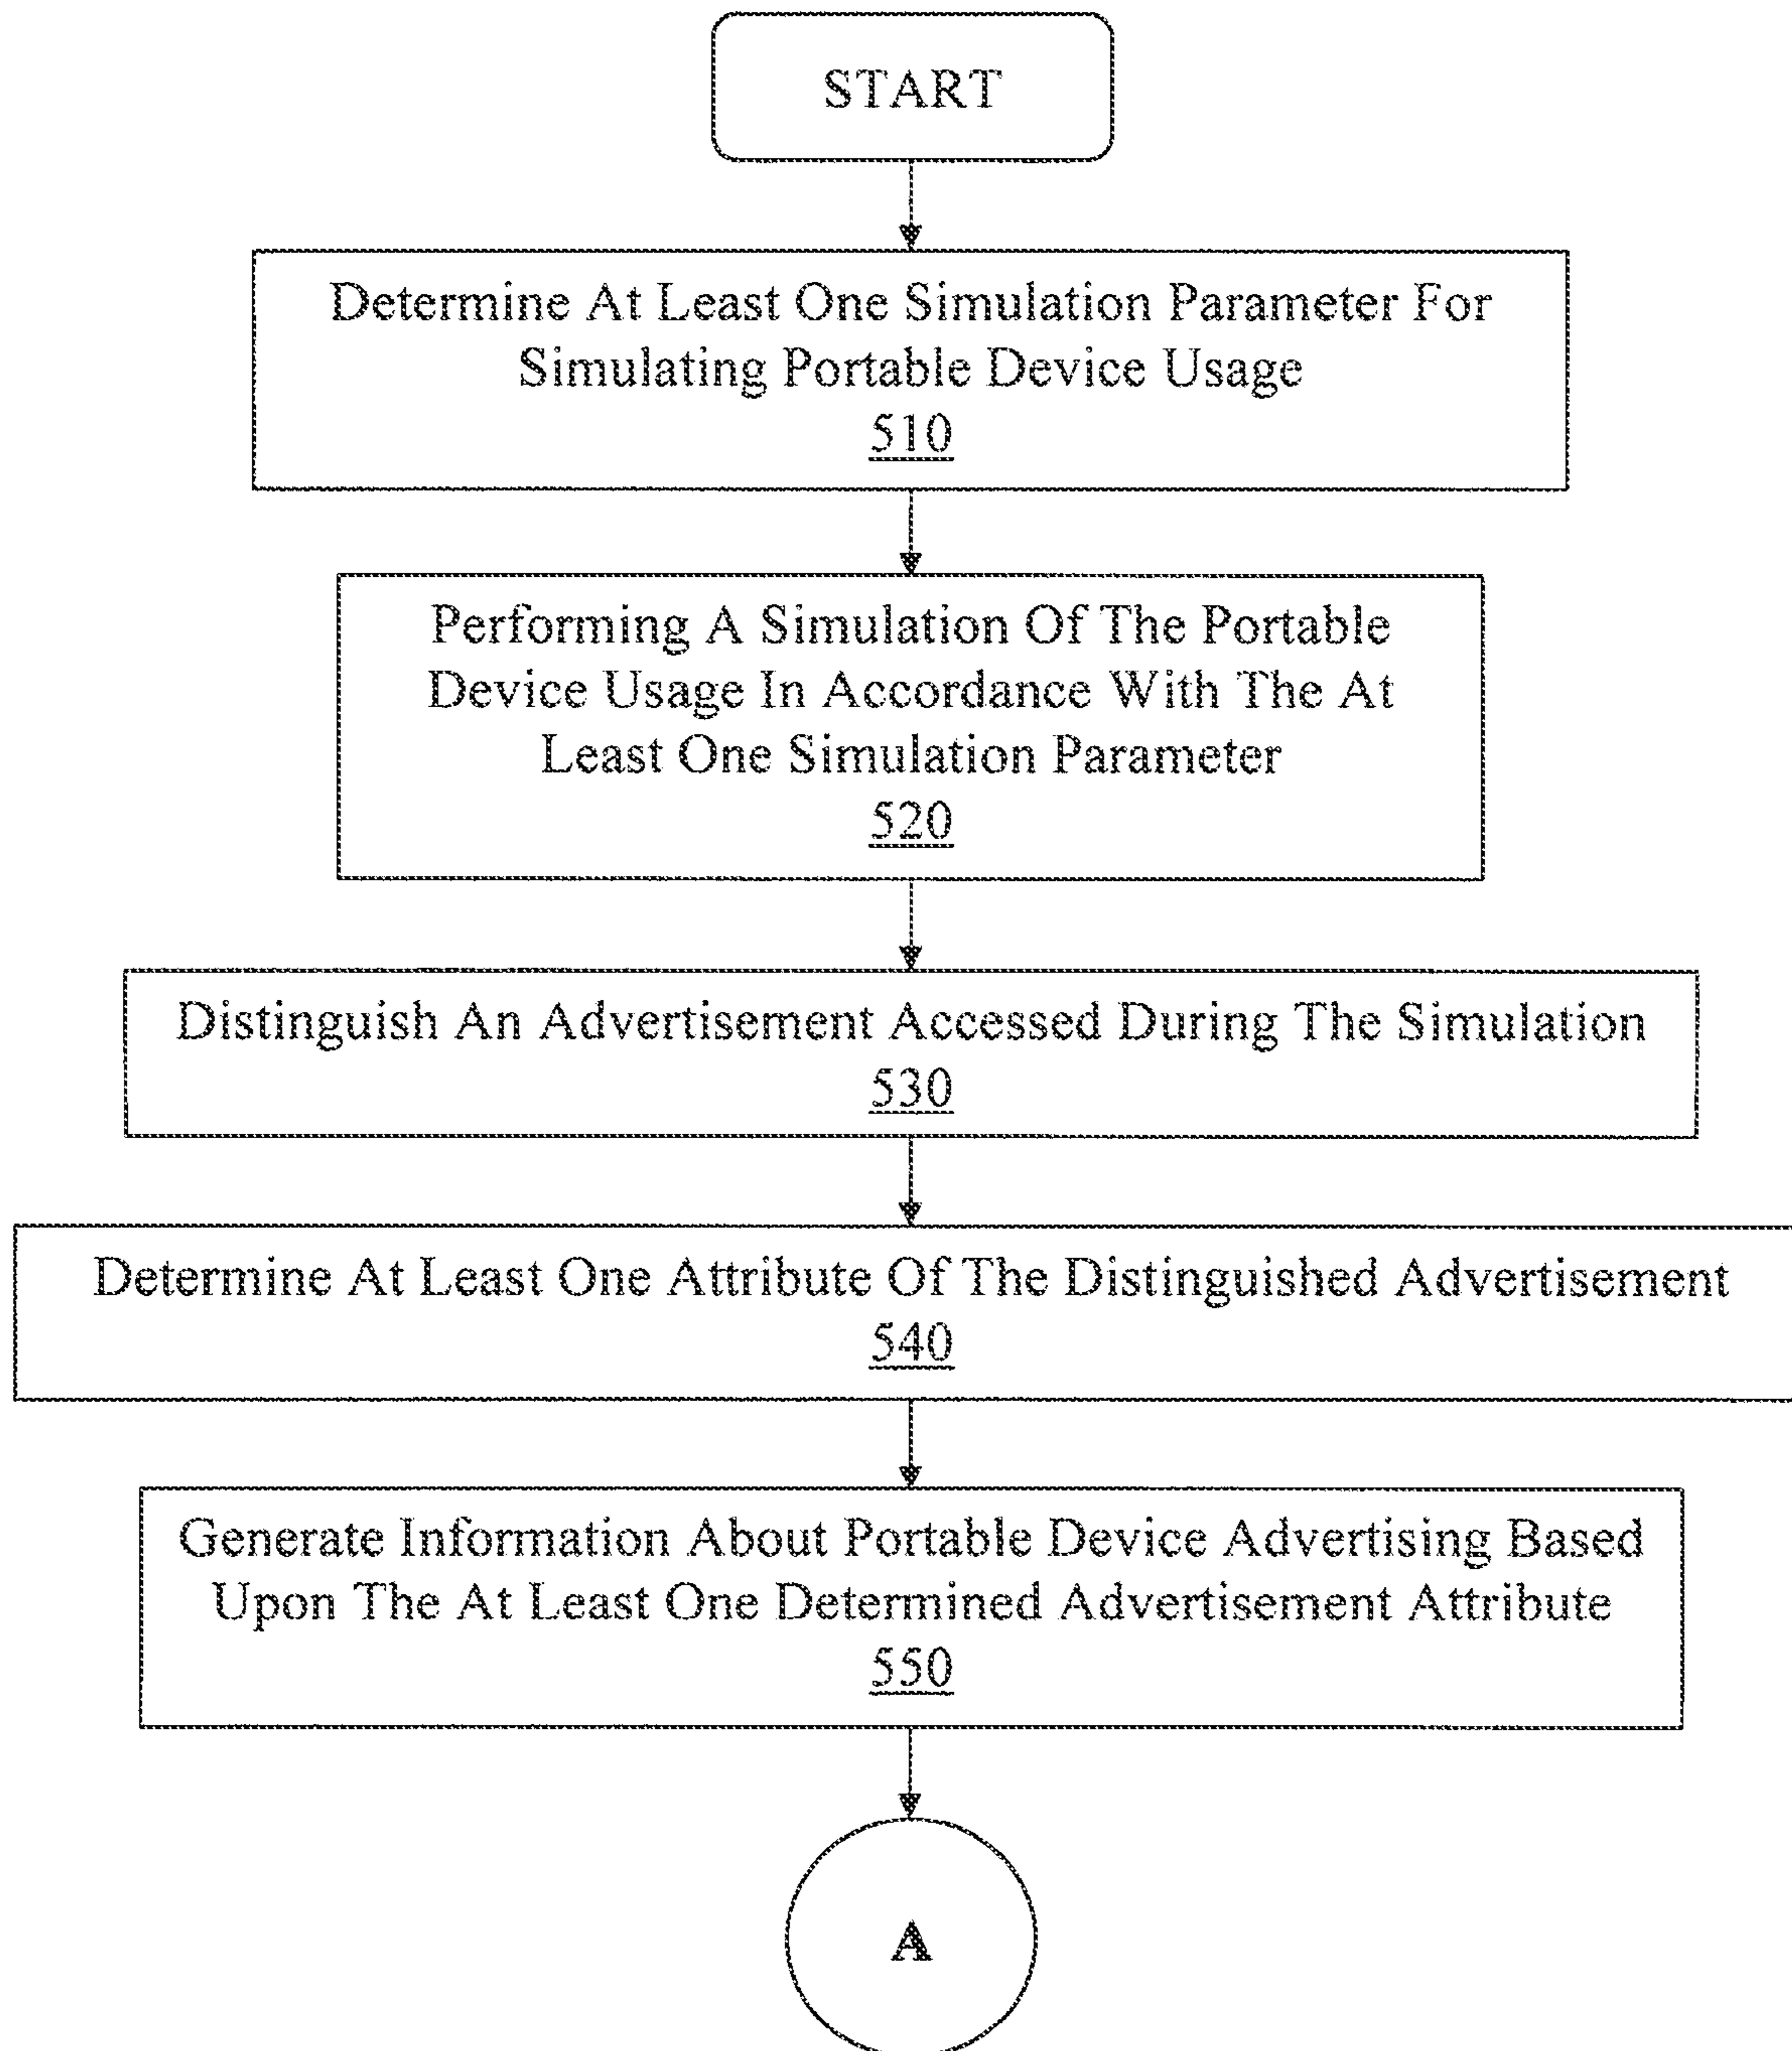 START
Determine At Least One Simulation Parameter For
Simulating Portable Device Usage
510
Performing A Simulation Of The Portable
Device Usage In Accordance With The At
Least One Simulation Parameter
520
Distinguish An Advertisement Accessed During The Simulation
530
Determine At Least One Attribute Of The Distinguished Advertisement
540
Generate Information About Portable Device Advertising Based
Upon The At Least One Determined Advertisement Attribute
550
A